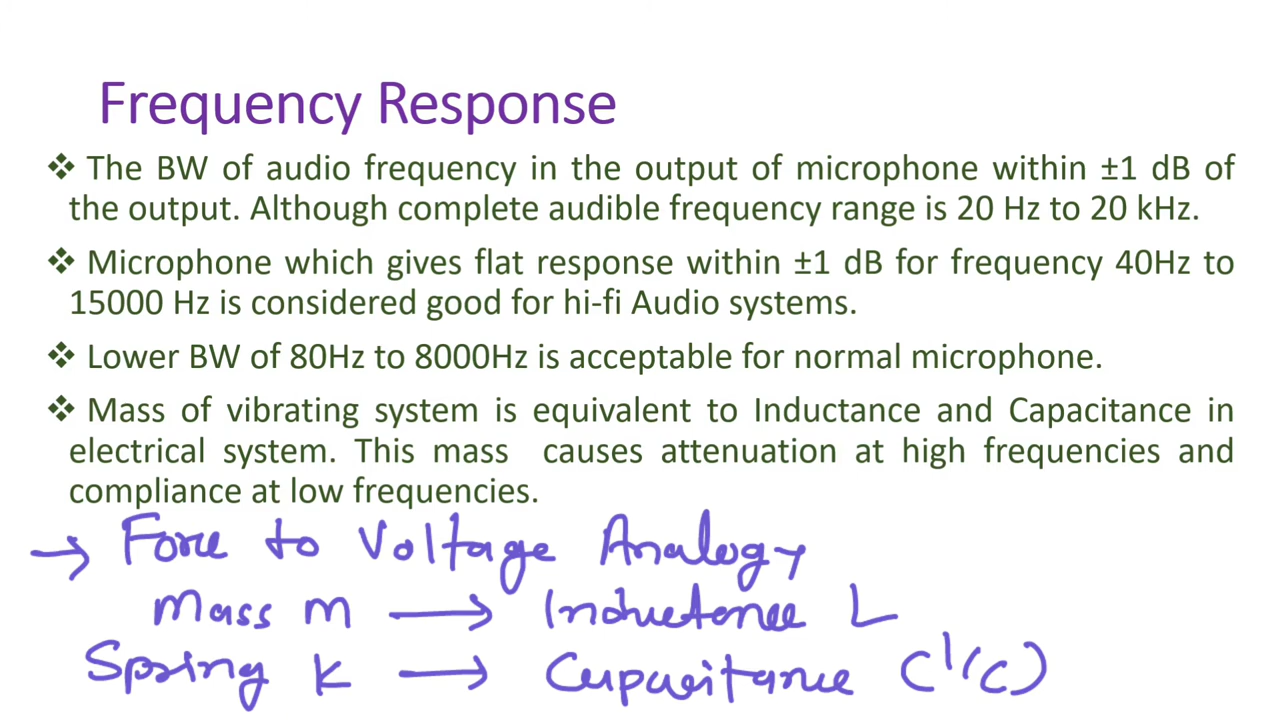 Frequency Response
❖ The BW of audio frequency in the output of microphone within ±1 dB of
the output. Although complete audible frequency range is 20 Hz to 20 kHz.
❖ Microphone which gives flat response within ±1 dB for frequency 40Hz to
15000 Hz is considered good for hi-fi Audio systems.
❖ Lower BW of 80Hz to 8000Hz is acceptable for normal microphone.
❖ Mass of vibrating system is equivalent to Inductance and Capacitance in
electrical system. This mass causes attenuation at high frequencies and
compliance at low frequencies.
→ Force to Voltage Analogy
Mass m → Inductance L
Spring K → Capacitance (1/C)